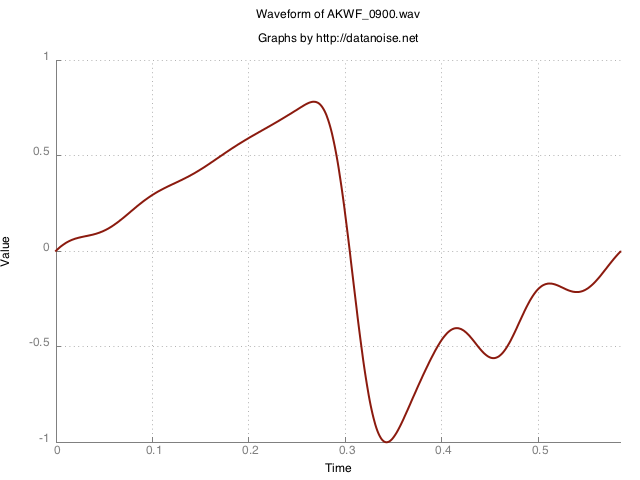 Waveform of AKWF_0900.wav
Graphs by http://datanoise.net
1
0.5
0
-0.5
-1
Value
0 0.1 0.2 0.3 0.4 0.5
Time